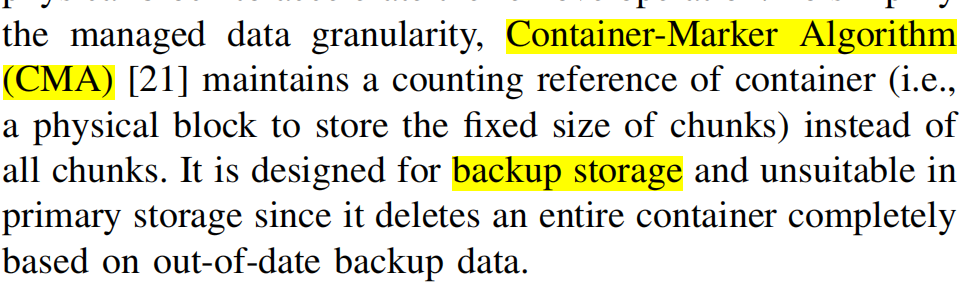 the managed data granularity, Container-Marker Algorithm
(CMA) [21] maintains a counting reference of container (i.e.,
a physical block to store the fixed size of chunks) instead of
all chunks. It is designed for backup storage and unsuitable in
primary storage since it deletes an entire container completely
based on out-of-date backup data.